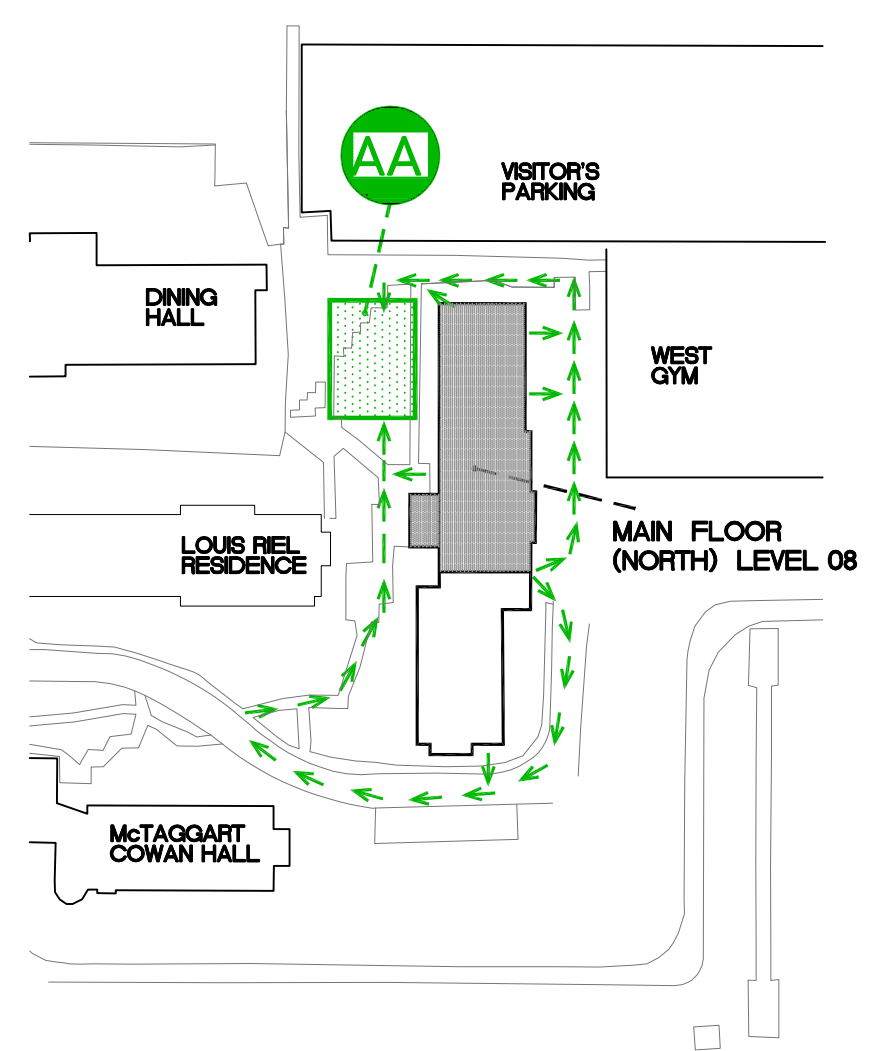 AA
VISITOR'S
PARKING
DINING
HALL
WEST
GYM
MAIN FLOOR
(NORTH) LEVEL 08
LOUIS RIEL
RESIDENCE
McTAGGART
COWAN HALL